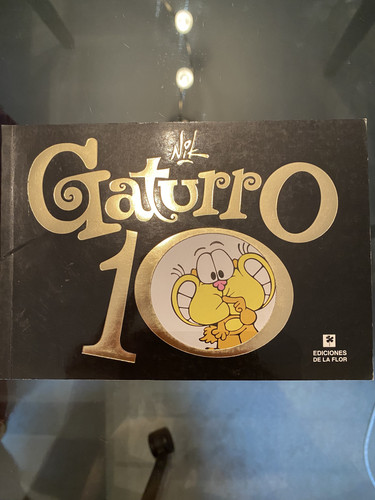 Nik
Gaturro
10
EDICIONES
DE LA FLOR